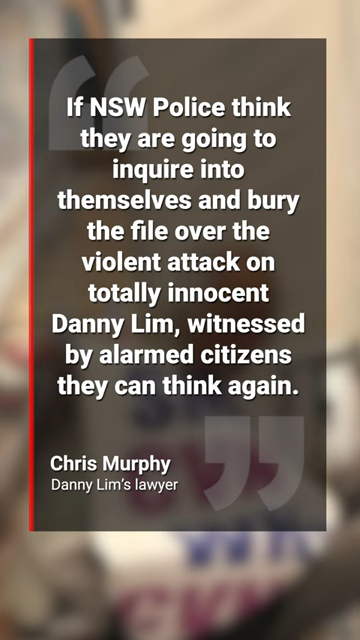 If NSW Police think
they are going to
inquire into
themselves and bury
the file over the
violent attack on
totally innocent
Danny Lim, witnessed
by alarmed citizens
they can think again.
Chris Murphy
Danny Lim's lawyer